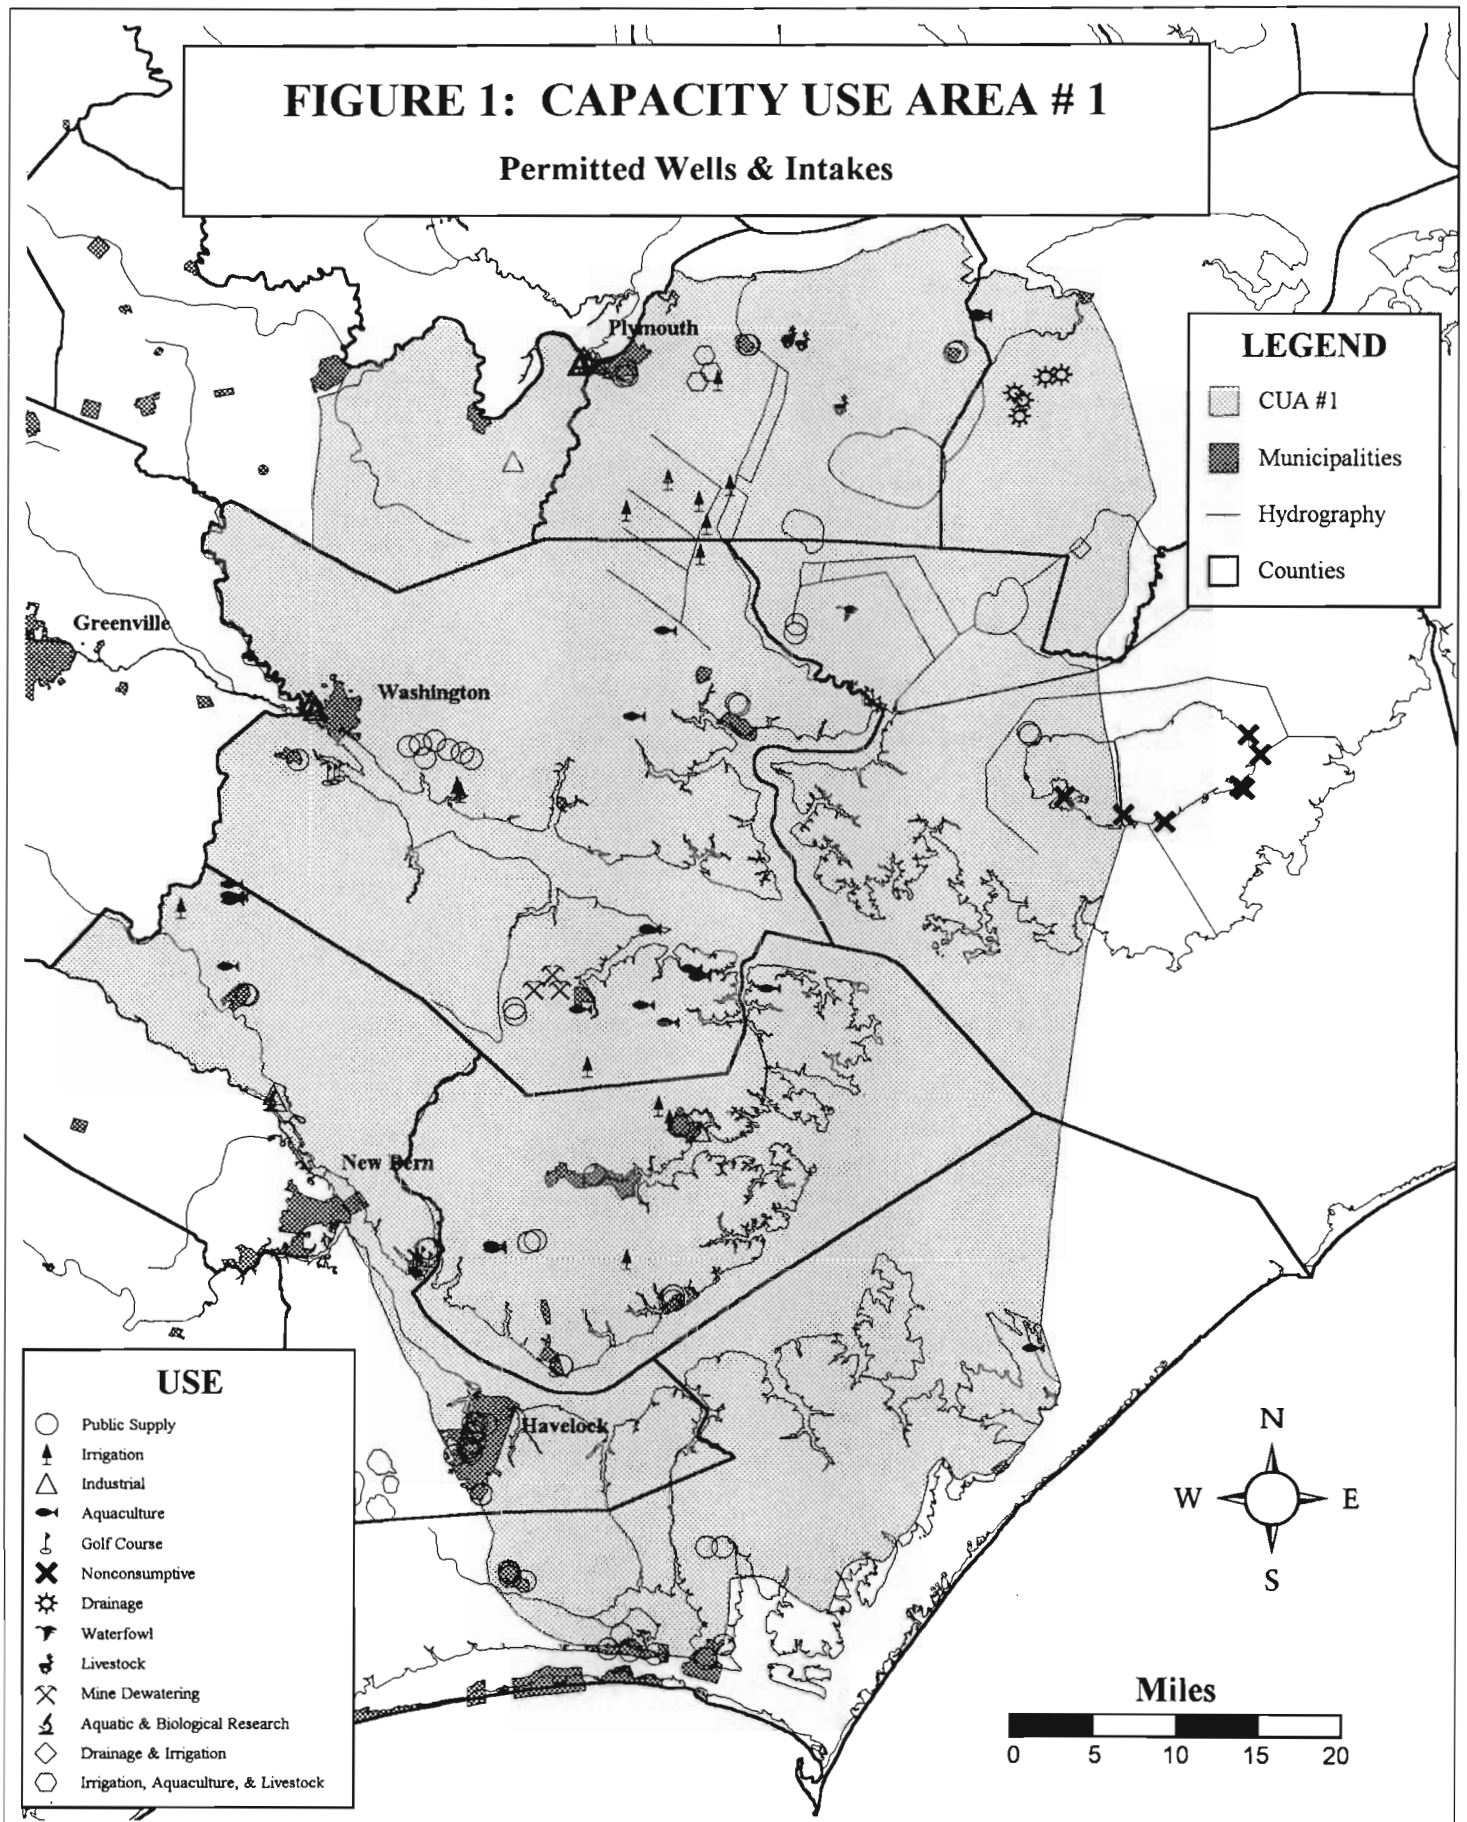 FIGURE 1: CAPACITY USE AREA # 1
Permitted Wells & Intakes
Plymouth
LEGEND
CUA #1
Municipalities
Hydrography
Counties
Greenville
Washington
New Bern
Havelock
USE
Public Supply
Irrigation
Industrial
Aquaculture
Golf Course
Nonconsumptive
Drainage
Waterfowl
Livestock
Mine Dewatering
Aquatic & Biological Research
Drainage & Irrigation
Irrigation, Aquaculture, & Livestock
N
W E
S
Miles
0 5 10 15 20